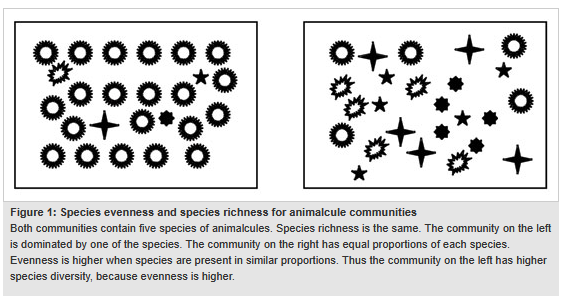 Figure 1: Species evenness and species richness for animalcule communities
Both communities contain five species of animalcules. Species richness is the same. The community on the left
is dominated by one of the species. The community on the right has equal proportions of each species.
Evenness is higher when species are present in similar proportions. Thus the community on the left has higher
species diversity, because evenness is higher.